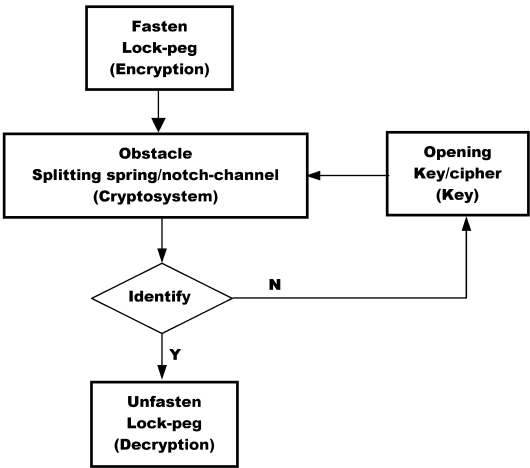 Fasten
Lock-peg
(Encryption)
Obstacle
Splitting spring/notch-channel
(Cryptosystem)
Opening
Key/cipher
(Key)
Identify
N
Y
Unfasten
Lock-peg
(Decryption)